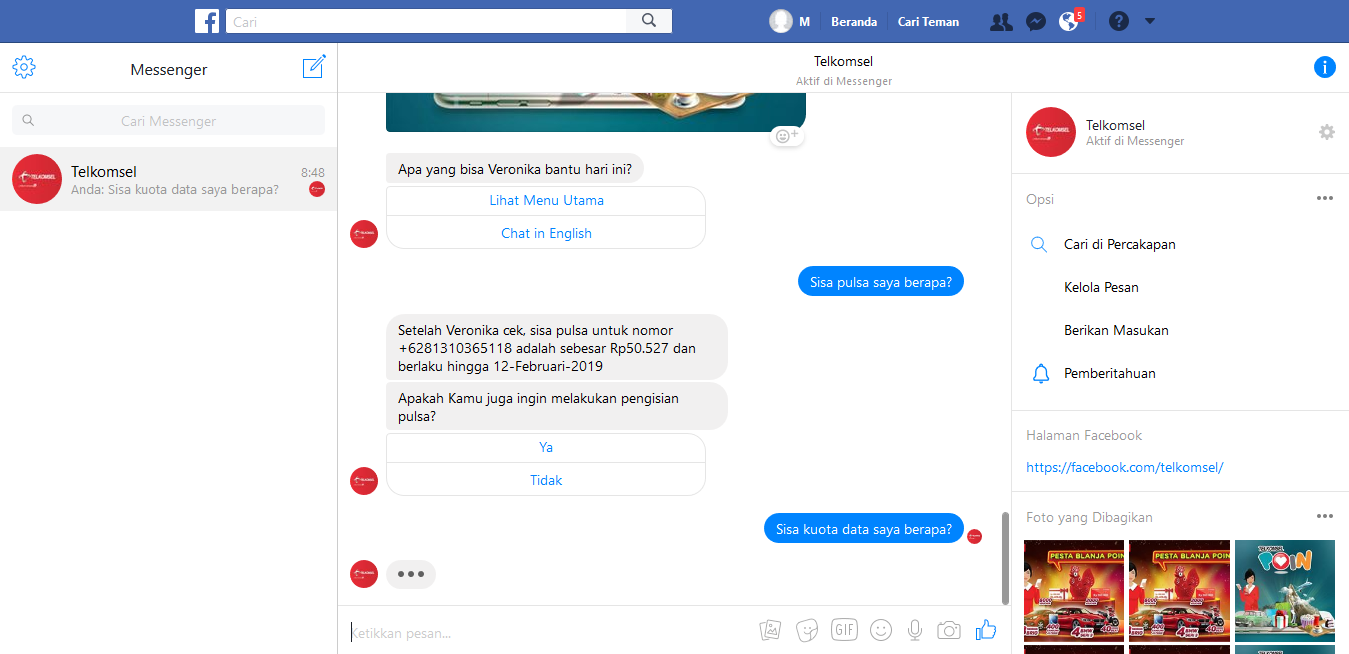 f
Cari
M
Beranda
Cari Teman
5
?
Messenger
Cari Messenger
Telkomsel
8:48
Anda: Sisa kuota data saya berapa?
Telkomsel
Aktif di Messenger
Apa yang bisa Veronika bantu hari ini?
Lihat Menu Utama
Chat in English
Sisa pulsa saya berapa?
Setelah Veronika cek, sisa pulsa untuk nomor
+6281310365118 adalah sebesar Rp50.527 dan
berlaku hingga 12-Februari-2019
Apakah Kamu juga ingin melakukan pengisian
pulsa?
Ya
Tidak
Sisa kuota data saya berapa?
Ketikkan pesan...
GIF
TELKOMSEL
Telkomsel
Aktif di Messenger
Opsi
Cari di Percakapan
Kelola Pesan
Berikan Masukan
Pemberitahuan
Halaman Facebook
https://facebook.com/telkomsel/
Foto yang Dibagikan
PESTA BLANJA POIN
PESTA BLANJA POIN
TELKOMSEL
POIN